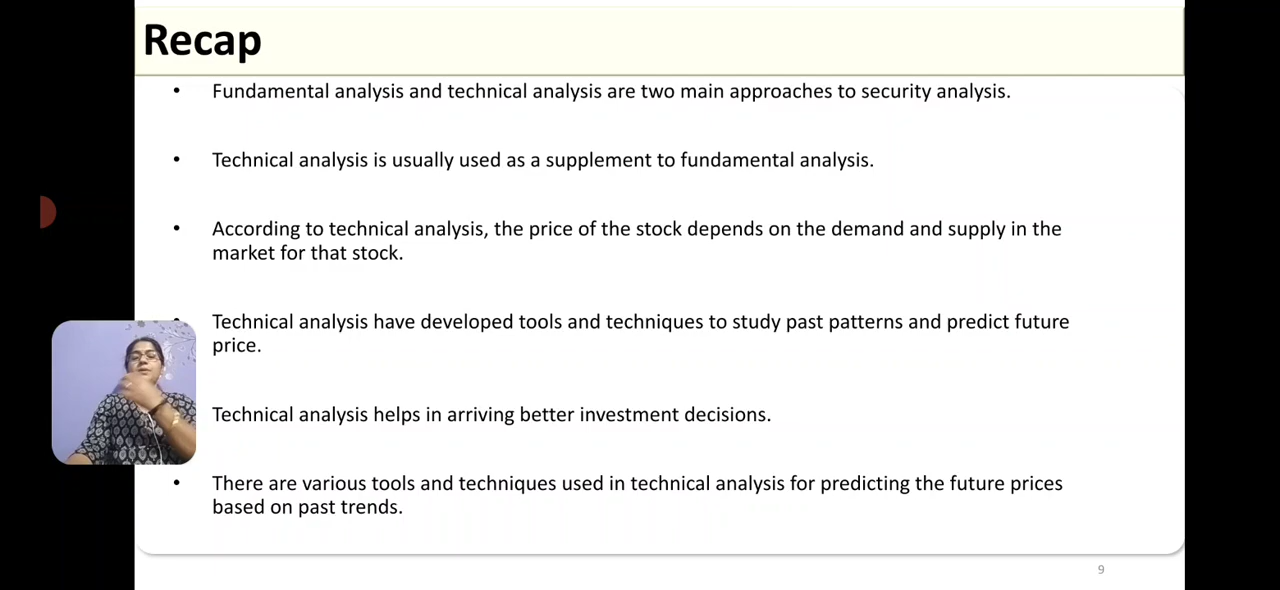 Recap
• Fundamental analysis and technical analysis are two main approaches to security analysis.
• Technical analysis is usually used as a supplement to fundamental analysis.
• According to technical analysis, the price of the stock depends on the demand and supply in the
market for that stock.
Technical analysis have developed tools and techniques to study past patterns and predict future
price.
Technical analysis helps in arriving better investment decisions.
• There are various tools and techniques used in technical analysis for predicting the future prices
based on past trends.
9